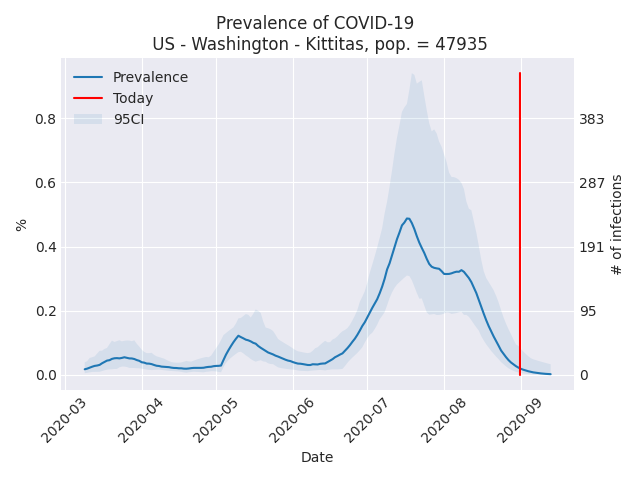 Prevalence of COVID-19
US - Washington - Kittitas, pop. = 47935
Prevalence
Today
95CI
0.8
0.6
0.4
0.2
0.0
%
383
287
191
95
0
# of infections
2020-03
2020-04
2020-05
2020-06
2020-07
2020-08
2020-09
Date